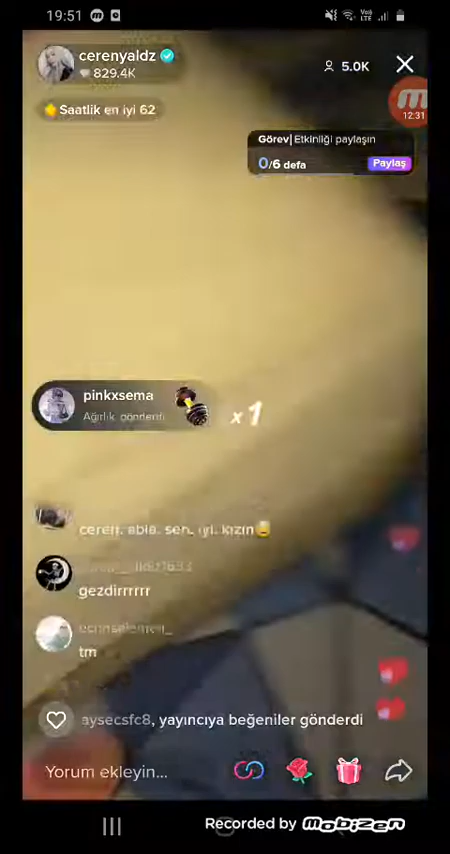 19:51
Voi)
LTE
cerenyaldz
829.4K
5.0K
Saatlik en iyi 62
12:31
Görev| Etkinliği paylaşın
0/6 defa
Paylaş
pinkxsema
Ağırlık gönderdi
x1
ceren. abla. sen. iyi. kızın😅
gezdirrrrrr
tm
aysecsfc8, yayıncıya beğeniler gönderdi
Yorum ekleyin...
Recorded by mobizen